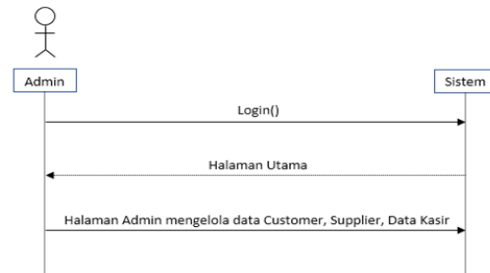 Admin
Sistem
Login()
Halaman Utama
Halaman Admin mengelola data Customer, Supplier, Data Kasir